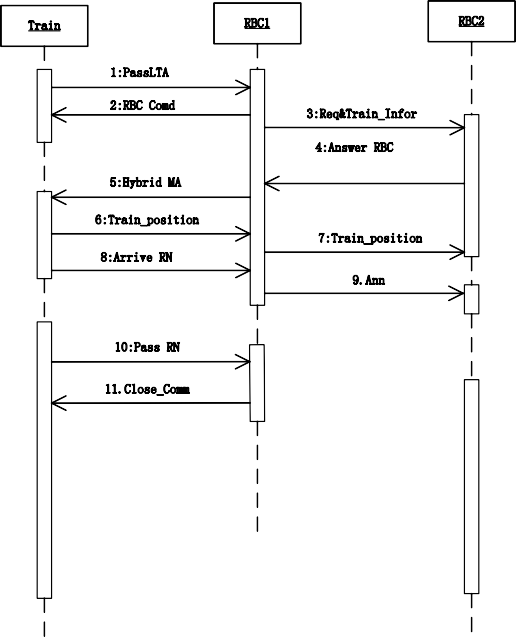 Train
RBC1
RBC2
1:PassLTA
2:RBC Comd
3:Req&Train_Infor
4:Answer RBC
5:Hybrid MA
6:Train_position
7:Train_position
8:Arrive RN
9.Ann
10:Pass RN
11.Close_Comm